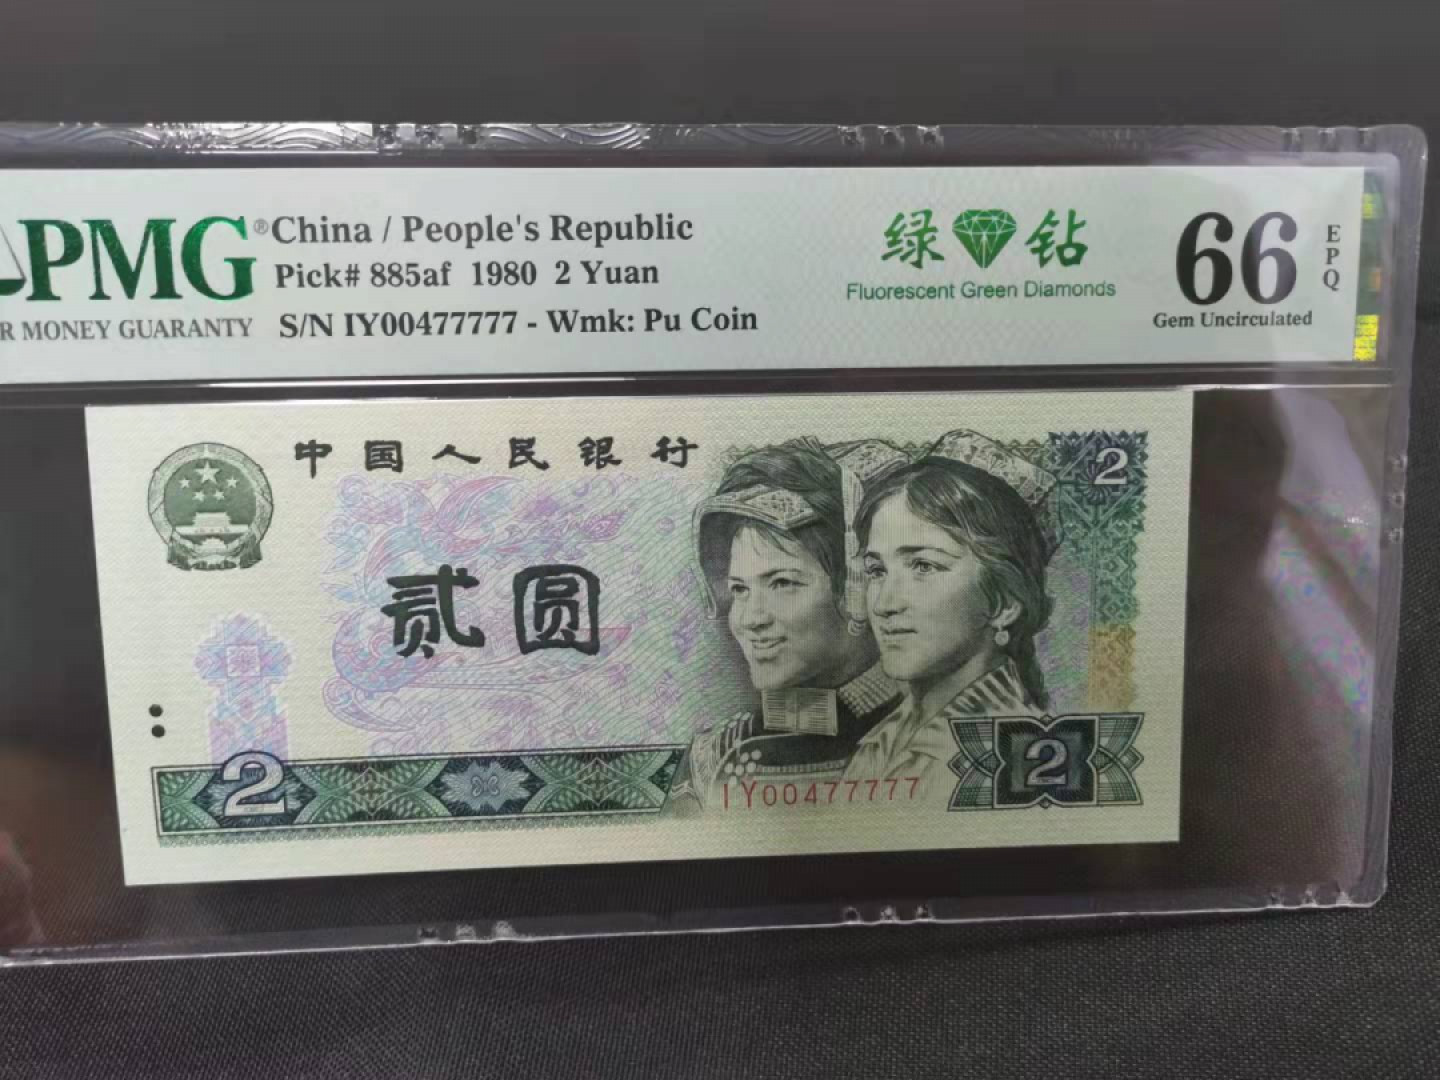 PMG®
R MONEY GUARANTY
China / People's Republic
Pick# 885af 1980 2 Yuan
S/N IY00477777 - Wmk: Pu Coin
绿 钻
Fluorescent Green Diamonds
66
EPQ
Gem Uncirculated
中国人民银行
2
贰圆
2
IY00477777
2